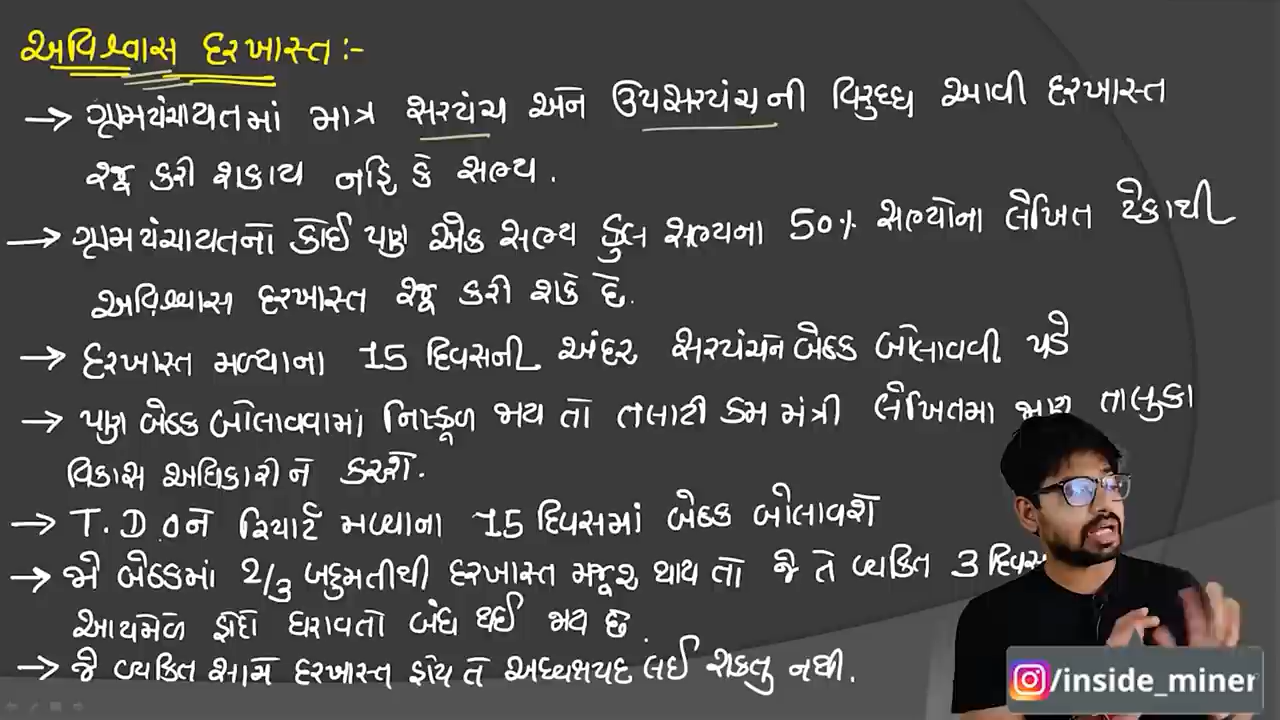 અવિશ્વાસ દરખાસ્ત :-
→ ગ્રામપંચાયતમાં માત્ર સરપંચ અને ઉપસરપંચની વિરુધ્ધ આવી દરખાસ્ત
રજૂ કરી શકાય નહિ કે સભ્ય.
→ ગ્રામપંચાયતનો કોઈ પણ એક સભ્ય કુલ સભ્યના 50% સભ્યોના લેખિત ટેકાથી
અવિશ્વાસ દરખાસ્ત રજૂ કરી શકે છે.
→ દરખાસ્ત મળ્યાના 15 દિવસની અંદર સરપંચને બેઠક બોલાવવી પડે
→ પણ બેઠક બોલાવવામાં નિષ્ફળ જાય તો તલાટી કમ મંત્રી લેખિતમા જાણ તાલુકા
વિકાસ અધિકારીને કરશે.
→ T.D.O ને રિપોર્ટ મળ્યાના 15 દિવસમાં બેઠક બોલાવશે
→ જો બેઠકમાં 2/3 બહુમતીથી દરખાસ્ત મંજૂર થાય તો જે તે વ્યક્તિ 3 દિવસ
આપમેળે હોદ્દો ધરાવતો બંધ થઈ જાય છે.
→ જે વ્યક્તિ સામે દરખાસ્ત હોય તે અધ્યક્ષપદ લઈ શકતુ નથી.
/inside_miner